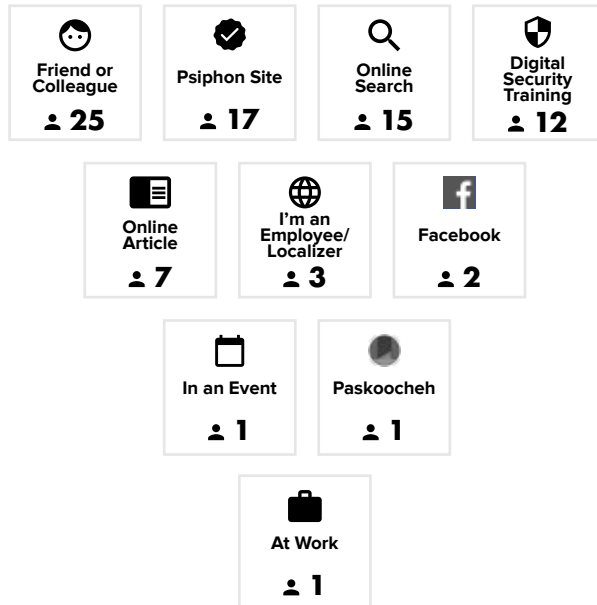 Friend or
Colleague
25
Psiphon Site
17
Online
Search
15
Digital
Security
Training
12
Online
Article
7
I'm an
Employee/
Localizer
3
Facebook
2
In an Event
1
Paskoocheh
1
At Work
1